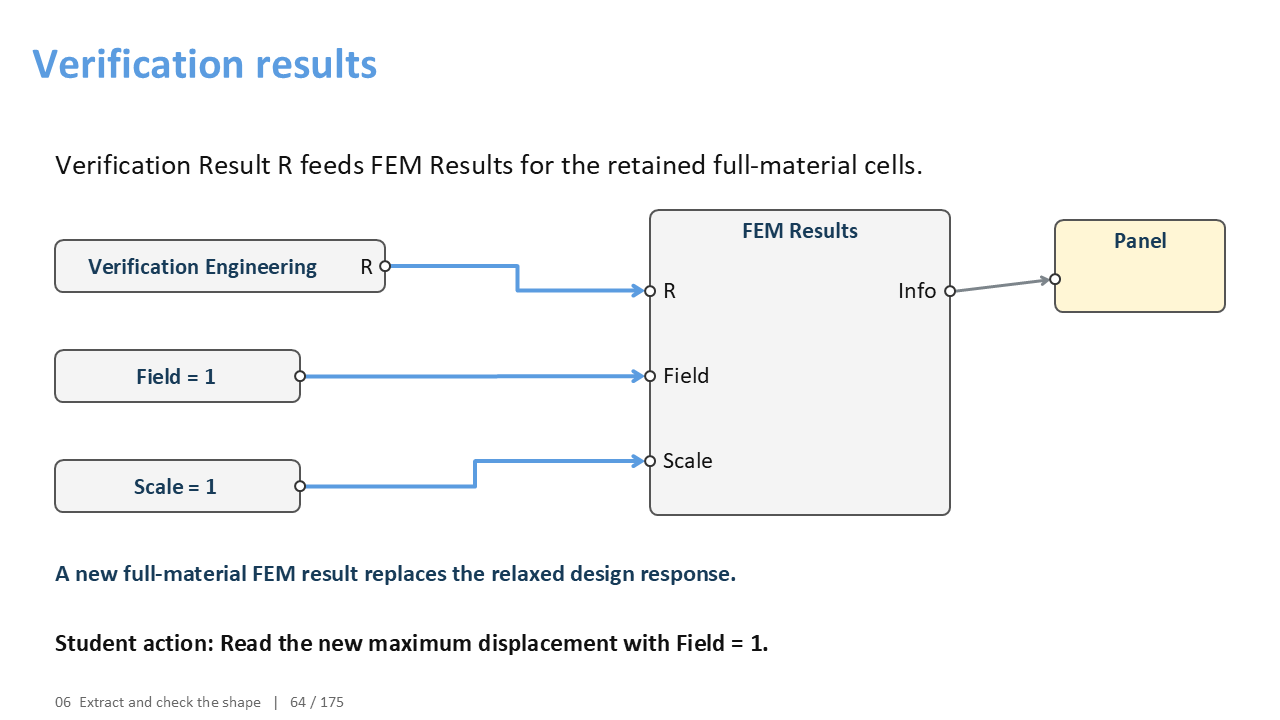 Verification results
Verification Result R feeds FEM Results for the retained full-material cells.
FEM Results
Panel
Verification Engineering R
R
Info
Field = 1
Field
Scale = 1
Scale
A new full-material FEM result replaces the relaxed design response.
Student action: Read the new maximum displacement with Field = 1.
06 Extract and check the shape | 64 / 175